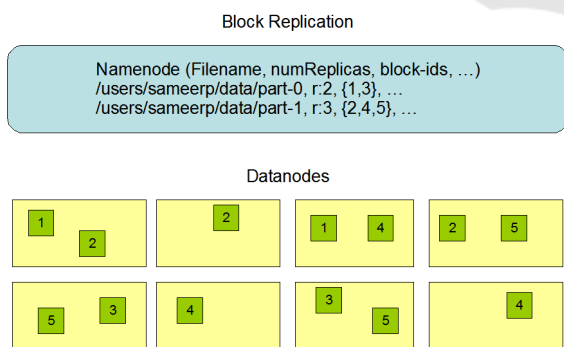 Block Replication
Namenode (Filename, numReplicas, block-ids, …)
/users/sameerp/data/part-0, r:2, {1,3}, …
/users/sameerp/data/part-1, r:3, {2,4,5}, …
Datanodes
1
2
2
1 4
2 5
5 3
4
3
5
4